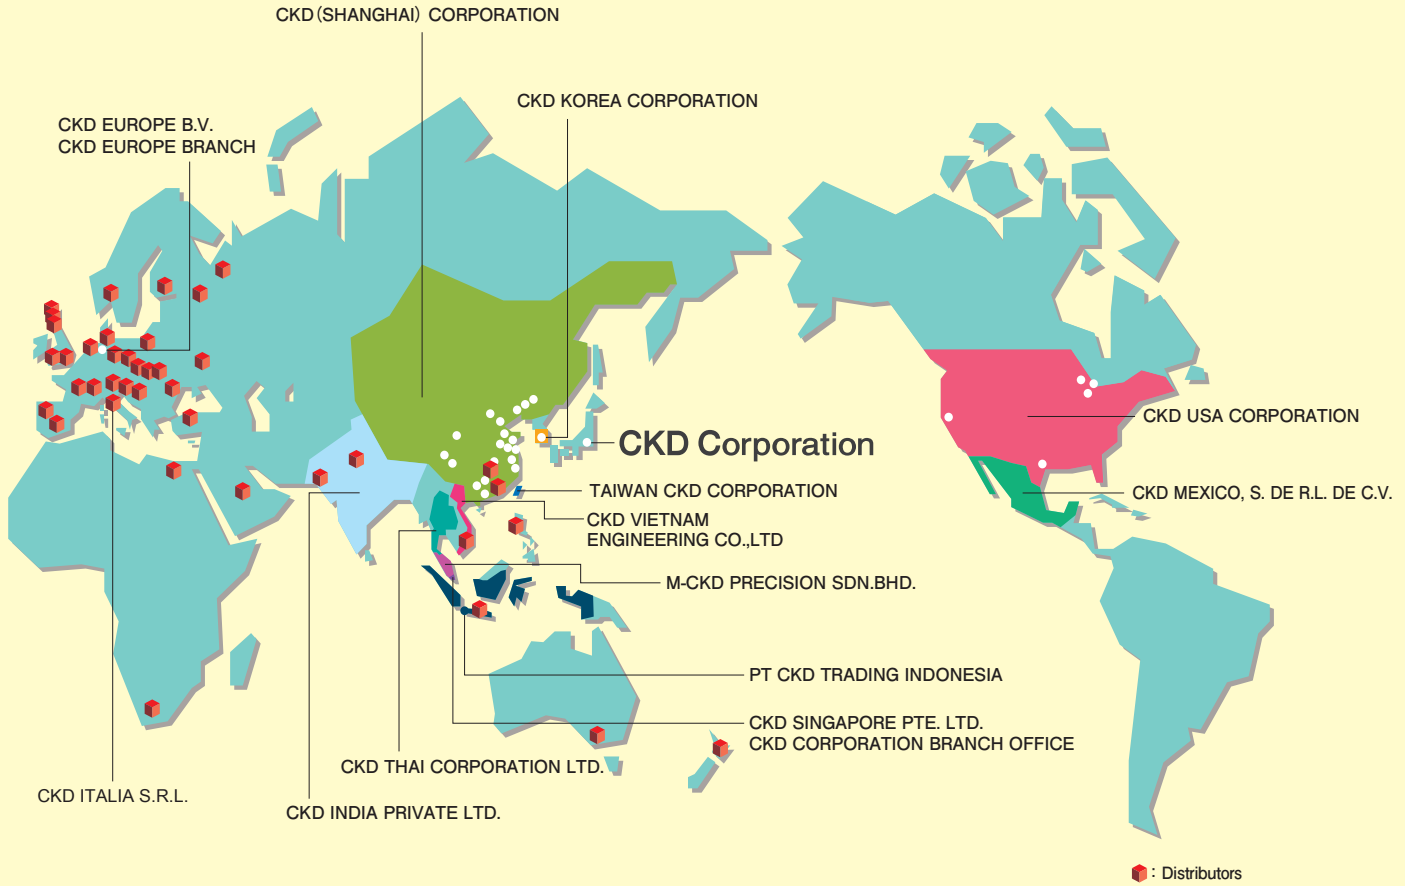 CKD(SHANGHAI) CORPORATION
CKD KOREA CORPORATION
CKD EUROPE B.V.
CKD EUROPE BRANCH
CKD USA CORPORATION
CKD Corporation
TAIWAN CKD CORPORATION
CKD MEXICO, S. DE R.L. DE C.V.
CKD VIETNAM
ENGINEERING CO.,LTD
M-CKD PRECISION SDN.BHD.
PT CKD TRADING INDONESIA
CKD SINGAPORE PTE. LTD.
CKD CORPORATION BRANCH OFFICE
CKD THAI CORPORATION LTD.
CKD ITALIA S.R.L.
CKD INDIA PRIVATE LTD.
: Distributors